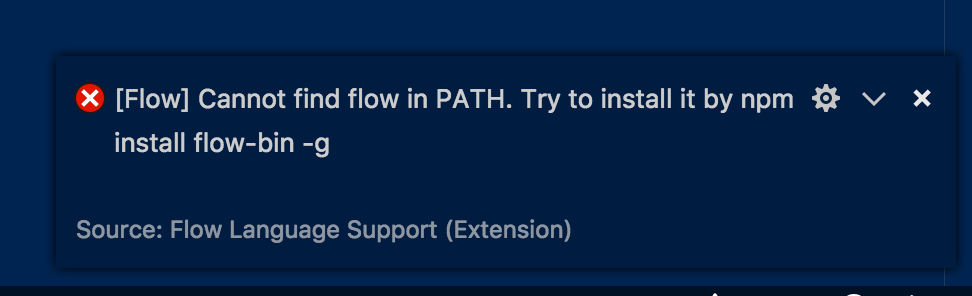 [Flow] Cannot find flow in PATH. Try to install it by npm
install flow-bin -g
Source: Flow Language Support (Extension)